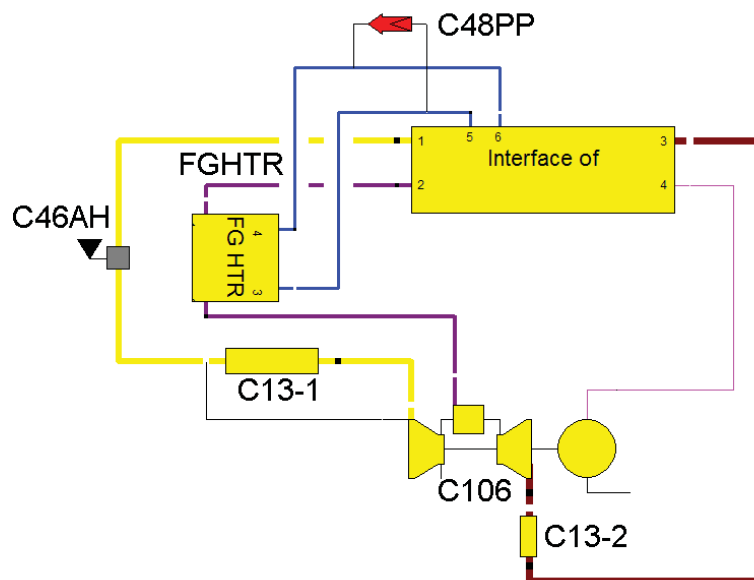 C48PP
1
5
6
3
Interface of
FGHTR
2
4
C46AH
FG HTR
4
3
C13-1
C106
C13-2